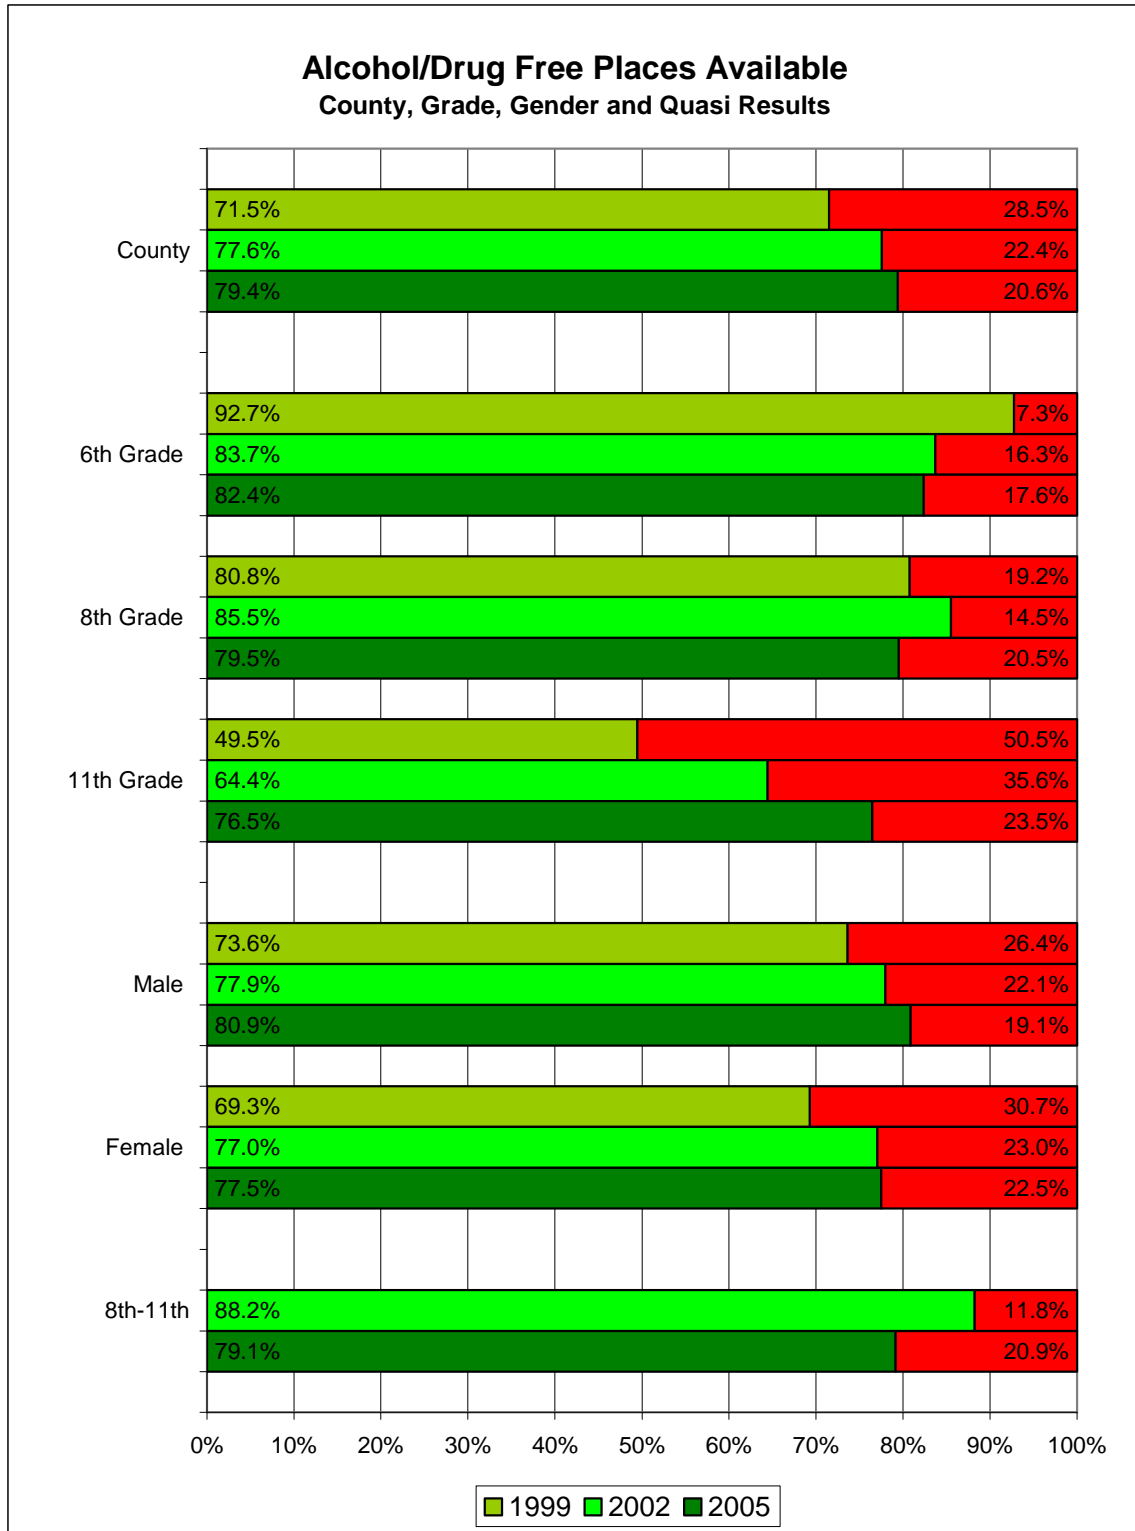 Alcohol/Drug Free Places Available
County, Grade, Gender and Quasi Results
71.5% 28.5%
County 77.6% 22.4%
79.4% 20.6%
92.7% 7.3%
6th Grade 83.7% 16.3%
82.4% 17.6%
80.8% 19.2%
8th Grade 85.5% 14.5%
79.5% 20.5%
49.5% 50.5%
11th Grade 64.4% 35.6%
76.5% 23.5%
73.6% 26.4%
Male 77.9% 22.1%
80.9% 19.1%
69.3% 30.7%
Female 77.0% 23.0%
77.5% 22.5%
8th-11th 88.2% 11.8%
79.1% 20.9%
0% 10% 20% 30% 40% 50% 60% 70% 80% 90% 100%
1999 2002 2005